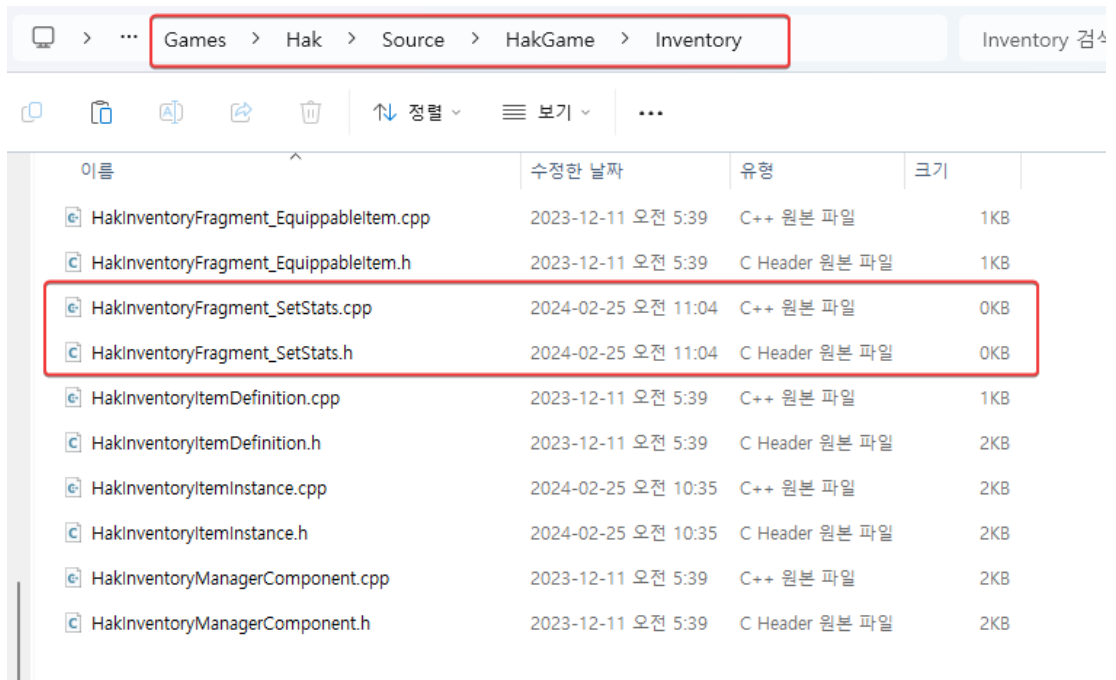 > ... Games > Hak > Source > HakGame > Inventory Inventory 검색
정렬 보기 ...
이름 수정한 날짜 유형 크기
HakInventoryFragment_EquippableItem.cpp 2023-12-11 오전 5:39 C++ 원본 파일 1KB
HakInventoryFragment_EquippableItem.h 2023-12-11 오전 5:39 C Header 원본 파일 1KB
HakInventoryFragment_SetStats.cpp 2024-02-25 오전 11:04 C++ 원본 파일 0KB
HakInventoryFragment_SetStats.h 2024-02-25 오전 11:04 C Header 원본 파일 0KB
HakInventoryItemDefinition.cpp 2023-12-11 오전 5:39 C++ 원본 파일 1KB
HakInventoryItemDefinition.h 2023-12-11 오전 5:39 C Header 원본 파일 2KB
HakInventoryItemInstance.cpp 2024-02-25 오전 10:35 C++ 원본 파일 2KB
HakInventoryItemInstance.h 2024-02-25 오전 10:35 C Header 원본 파일 2KB
HakInventoryManagerComponent.cpp 2023-12-11 오전 5:39 C++ 원본 파일 2KB
HakInventoryManagerComponent.h 2023-12-11 오전 5:39 C Header 원본 파일 2KB